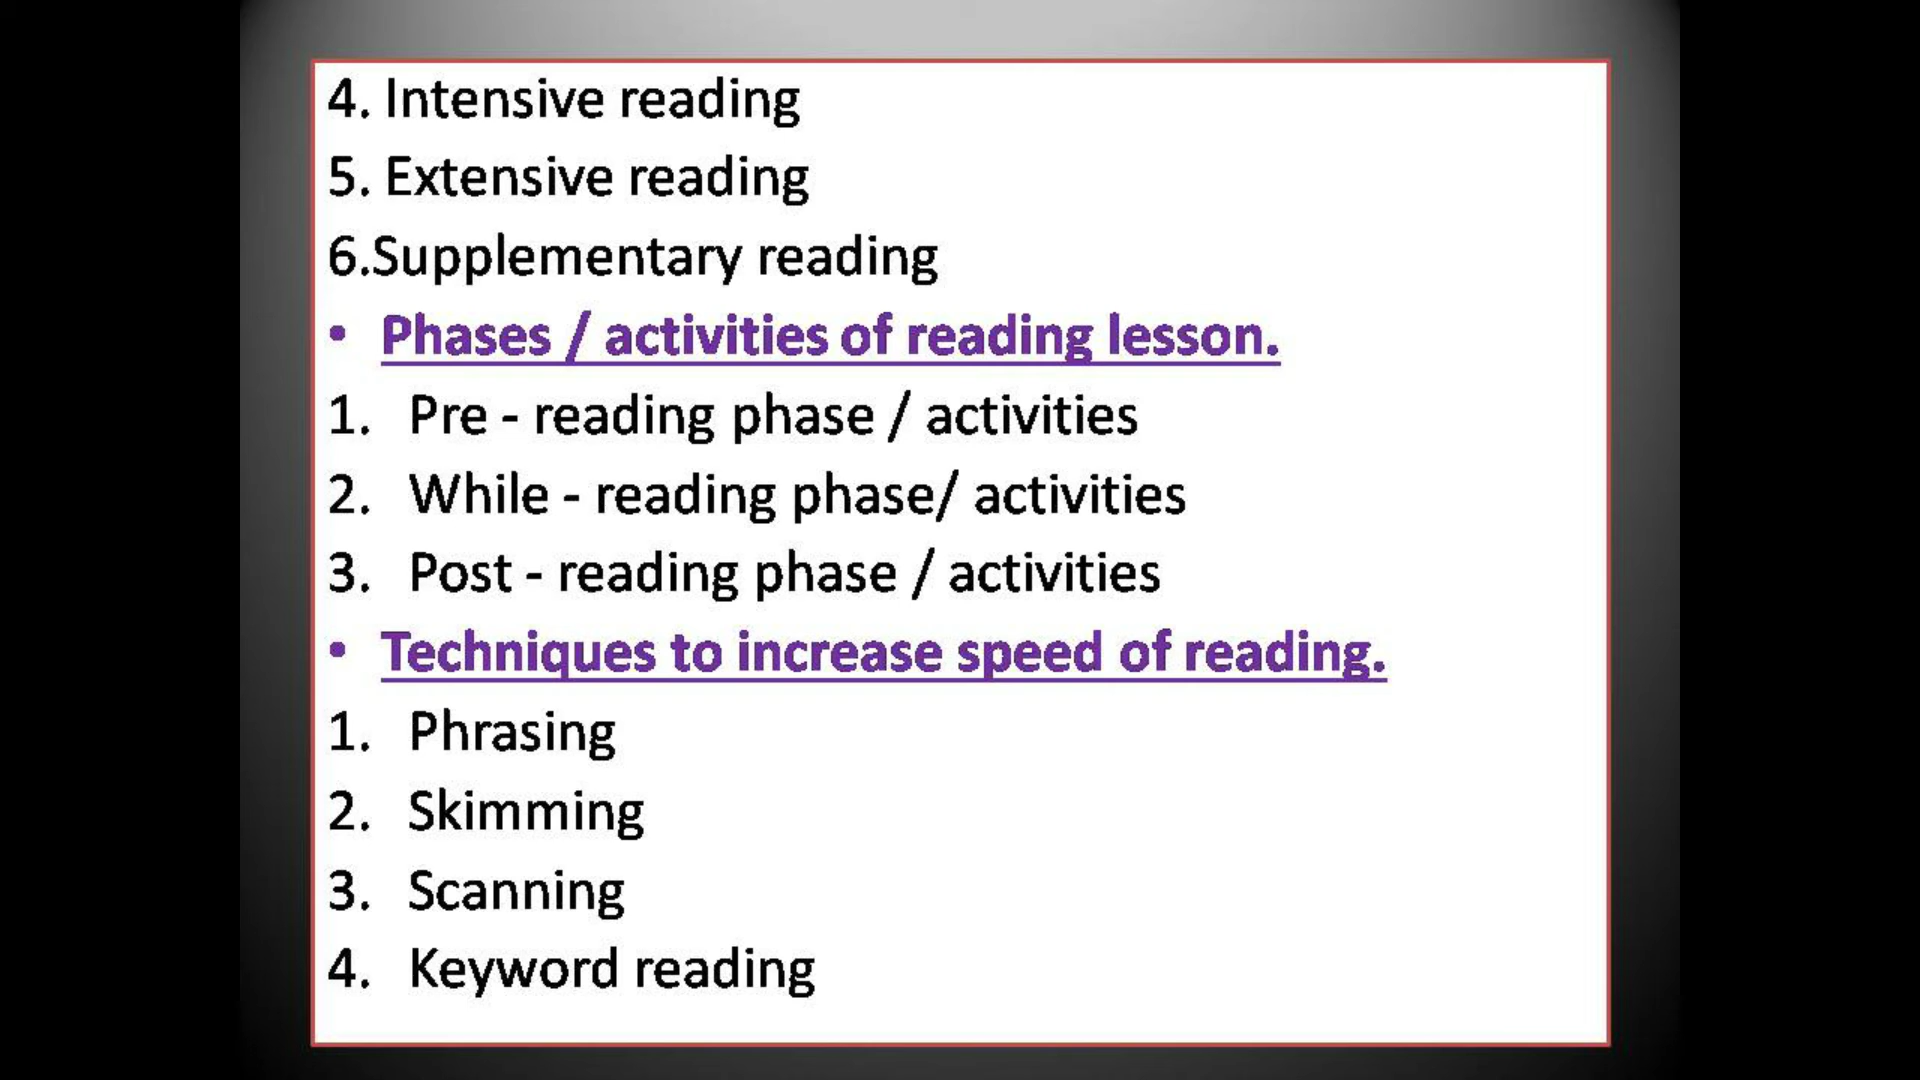 4. Intensive reading
5. Extensive reading
6.Supplementary reading
• Phases / activities of reading lesson.
1. Pre - reading phase / activities
2. While - reading phase/ activities
3. Post - reading phase / activities
• Techniques to increase speed of reading.
1. Phrasing
2. Skimming
3. Scanning
4. Keyword reading